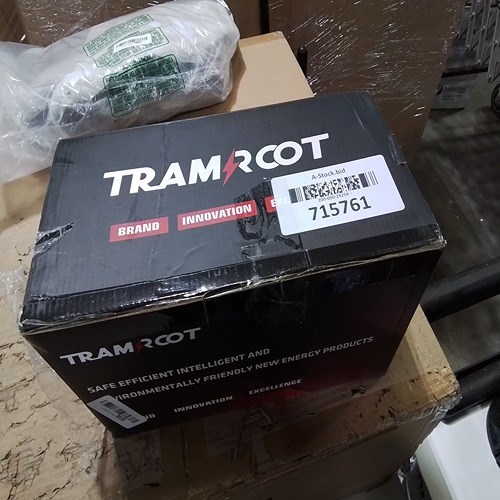 TRAMROOT
A-Stock.bid
715761
BRAND INNOVATION
TRAMROOT
SAFE EFFICIENT INTELLIGENT AND
ENVIRONMENTALLY FRIENDLY NEW ENERGY PRODUCTS
INNOVATION EXCELLENCE